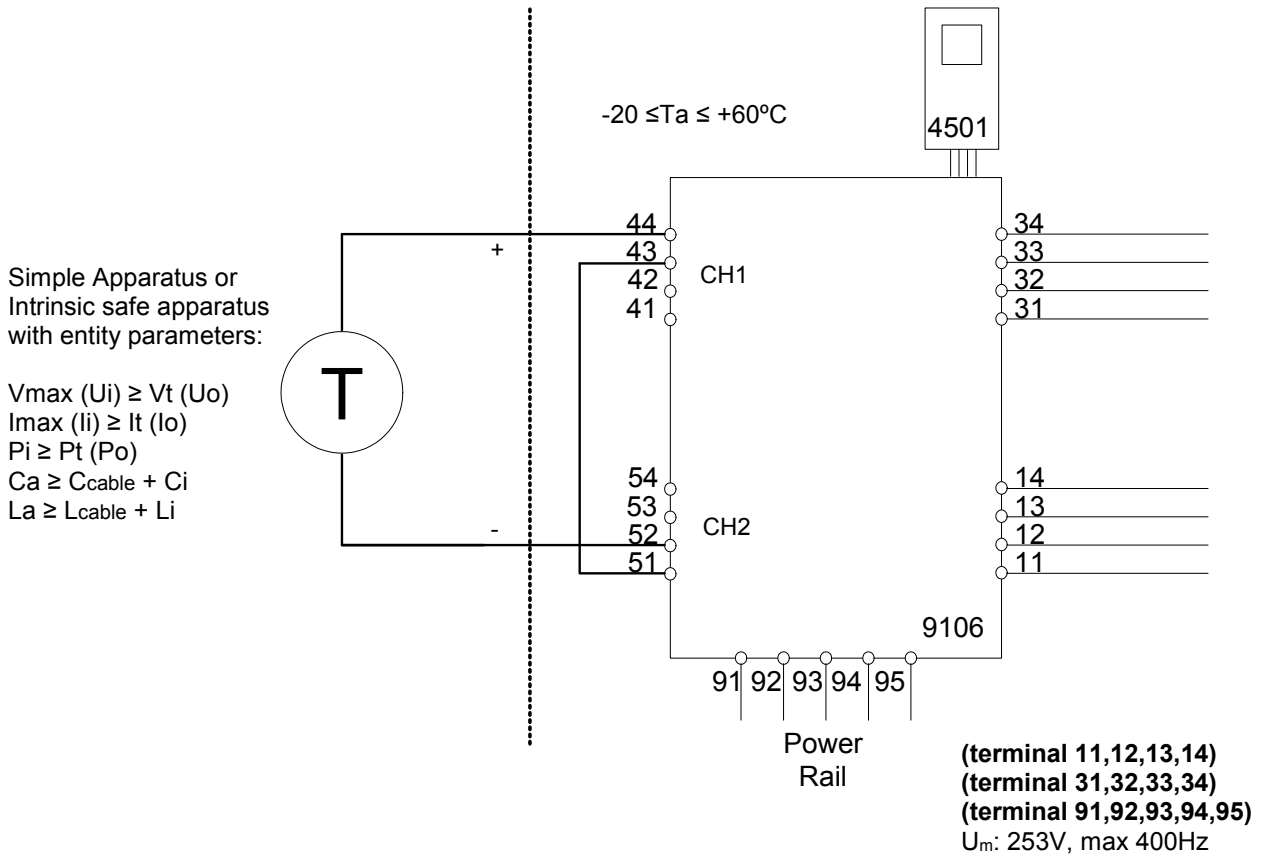 -20 ≤Ta ≤ +60ºC
4501
Simple Apparatus or
Intrinsic safe apparatus
with entity parameters:
Vmax (Ui) ≥ Vt (Uo)
Imax (Ii) ≥ It (Io)
Pi ≥ Pt (Po)
Ca ≥ Ccable + Ci
La ≥ Lcable + Li
T
+
-
44
43
42
41
CH1
54
53
52
51
CH2
34
33
32
31
14
13
12
11
9106
91 92 93 94 95
Power
Rail
(terminal 11,12,13,14)
(terminal 31,32,33,34)
(terminal 91,92,93,94,95)
Um: 253V, max 400Hz